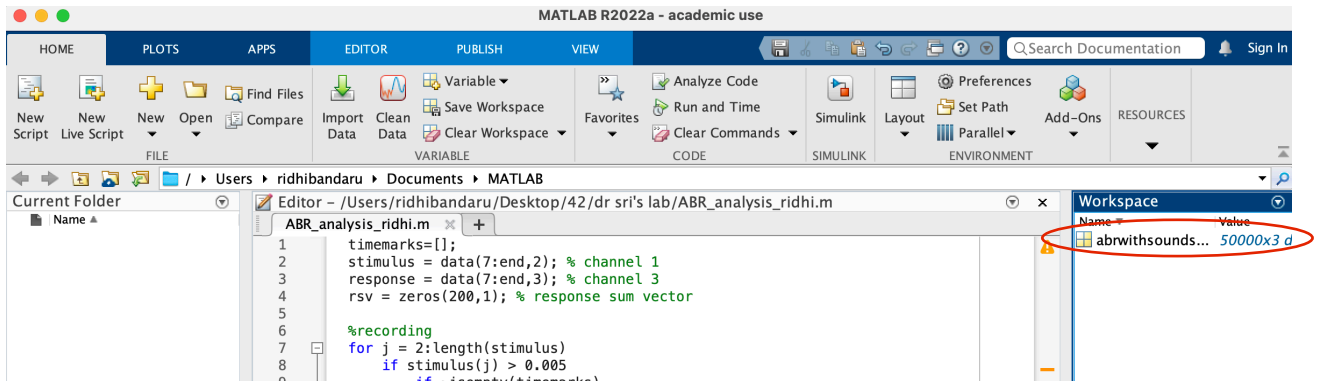 MATLAB R2022a - academic use
HOME PLOTS APPS EDITOR PUBLISH VIEW Search Documentation Sign In
New Script
New Live Script
New
Open
Find Files
Compare
FILE
Import Data
Clean Data
Variable
Save Workspace
Clear Workspace
VARIABLE
Favorites
Analyze Code
Run and Time
Clear Commands
CODE
Simulink
SIMULINK
Layout
Preferences
Set Path
Parallel
Add-Ons
ENVIRONMENT
RESOURCES
/ Users ridhibandaru Documents MATLAB
Current Folder
Name
Editor – /Users/ridhibandaru/Desktop/42/dr sri's lab/ABR_analysis_ridhi.m
ABR_analysis_ridhi.m
1 timemarks=[];
2 stimulus = data(7:end,2); % channel 1
3 response = data(7:end,3); % channel 3
4 rsv = zeros(200,1); % response sum vector
5
6 %recording
7 for j = 2:length(stimulus)
8 if stimulus(j) > 0.005
Workspace
Name Value
abrwithsounds... 50000x3 d